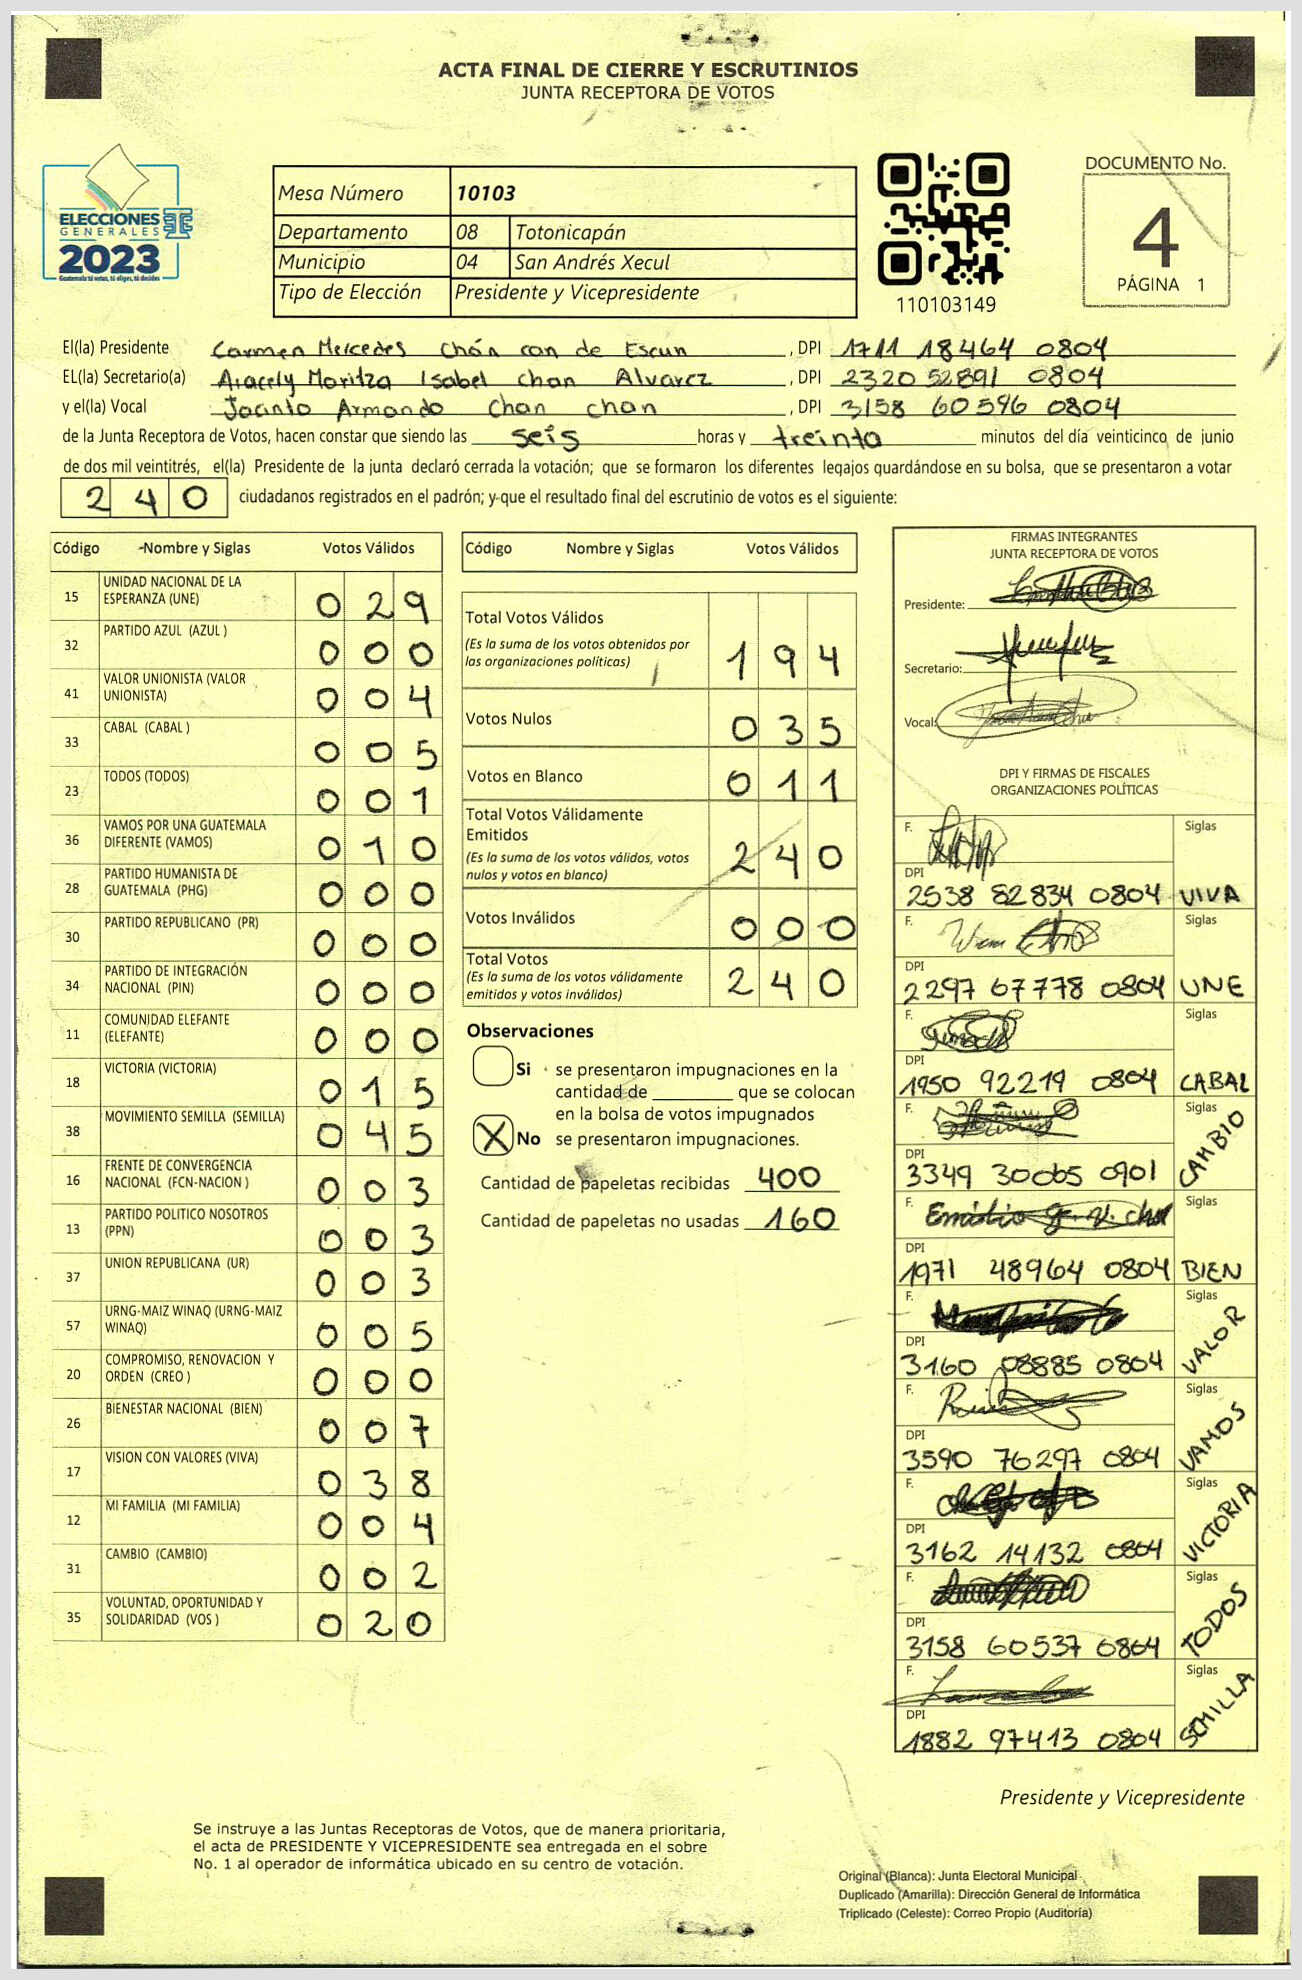 ACTA FINAL DE CIERRE Y ESCRUTINIOS
JUNTA RECEPTORA DE VOTOS
ELECCIONES
GENERALES
2023
Guatemala tú votas, tú eliges, tú decides
Mesa Número 10103
Departamento 08 Totonicapán
Municipio 04 San Andrés Xecul
Tipo de Elección Presidente y Vicepresidente
110103149
DOCUMENTO No.
4
PÁGINA 1
El(la) Presidente Carmen Mercedes Chán can de Escun , DPI 1711 18464 0804
EL(la) Secretario(a) Aracely Maritza Isabel Chan Alvarez , DPI 2320 52891 0804
y el(la) Vocal Jacinto Armando Chan chan , DPI 3158 60596 0804
de la Junta Receptora de Votos, hacen constar que siendo las seis horas y treinta minutos del día veinticinco de junio
de dos mil veintitrés, el(la) Presidente de la junta declaró cerrada la votación; que se formaron los diferentes legajos guardándose en su bolsa, que se presentaron a votar
240 ciudadanos registrados en el padrón; y que el resultado final del escrutinio de votos es el siguiente:
Código Nombre y Siglas Votos Válidos
15 UNIDAD NACIONAL DE LA ESPERANZA (UNE) 029
32 PARTIDO AZUL (AZUL ) 000
41 VALOR UNIONISTA (VALOR UNIONISTA) 004
33 CABAL (CABAL ) 005
23 TODOS (TODOS) 001
36 VAMOS POR UNA GUATEMALA DIFERENTE (VAMOS) 010
28 PARTIDO HUMANISTA DE GUATEMALA (PHG) 000
30 PARTIDO REPUBLICANO (PR) 000
34 PARTIDO DE INTEGRACIÓN NACIONAL (PIN) 000
11 COMUNIDAD ELEFANTE (ELEFANTE) 000
18 VICTORIA (VICTORIA) 015
38 MOVIMIENTO SEMILLA (SEMILLA) 045
16 FRENTE DE CONVERGENCIA NACIONAL (FCN-NACION ) 003
13 PARTIDO POLITICO NOSOTROS (PPN) 003
37 UNION REPUBLICANA (UR) 003
57 URNG-MAIZ WINAQ (URNG-MAIZ WINAQ) 005
20 COMPROMISO, RENOVACION Y ORDEN (CREO ) 000
26 BIENESTAR NACIONAL (BIEN) 007
17 VISION CON VALORES (VIVA) 038
12 MI FAMILIA (MI FAMILIA) 004
31 CAMBIO (CAMBIO) 002
35 VOLUNTAD, OPORTUNIDAD Y SOLIDARIDAD (VOS ) 020
Código Nombre y Siglas Votos Válidos
Total Votos Válidos
(Es la suma de los votos obtenidos por
las organizaciones políticas) 194
Votos Nulos 035
Votos en Blanco 011
Total Votos Válidamente
Emitidos
(Es la suma de los votos válidos, votos
nulos y votos en blanco) 240
Votos Inválidos 000
Total Votos
(Es la suma de los votos válidamente
emitidos y votos inválidos) 240
Observaciones
Si se presentaron impugnaciones en la
cantidad de ________ que se colocan
en la bolsa de votos impugnados
X No se presentaron impugnaciones.
Cantidad de papeletas recibidas 400
Cantidad de papeletas no usadas 160
FIRMAS INTEGRANTES
JUNTA RECEPTORA DE VOTOS
Presidente:
Secretario:
Vocal:
DPI Y FIRMAS DE FISCALES
ORGANIZACIONES POLÍTICAS
F. Siglas
DPI
2538 82834 0804 VIVA
F. Siglas
DPI
2297 67778 0804 UNE
F. Siglas
DPI
1950 92219 0804 CABAL
F. Siglas
DPI
3349 30065 0901 CAMBIO
F. Siglas
DPI
1971 48964 0804 BIEN
F. Siglas
DPI
3160 08885 0804 VALOR
F. Siglas
DPI
3590 76297 0804 VAMOS
F. Siglas
DPI
3162 14132 0804 VICTORIA
F. Siglas
DPI
3158 60537 0804 TODOS
F. Siglas
DPI
1882 97413 0804 SEMILLA
Presidente y Vicepresidente
Se instruye a las Juntas Receptoras de Votos, que de manera prioritaria,
el acta de PRESIDENTE Y VICEPRESIDENTE sea entregada en el sobre
No. 1 al operador de informática ubicado en su centro de votación.
Original (Blanca): Junta Electoral Municipal
Duplicado (Amarilla): Dirección General de Informática
Triplicado (Celeste): Correo Propio (Auditoría)